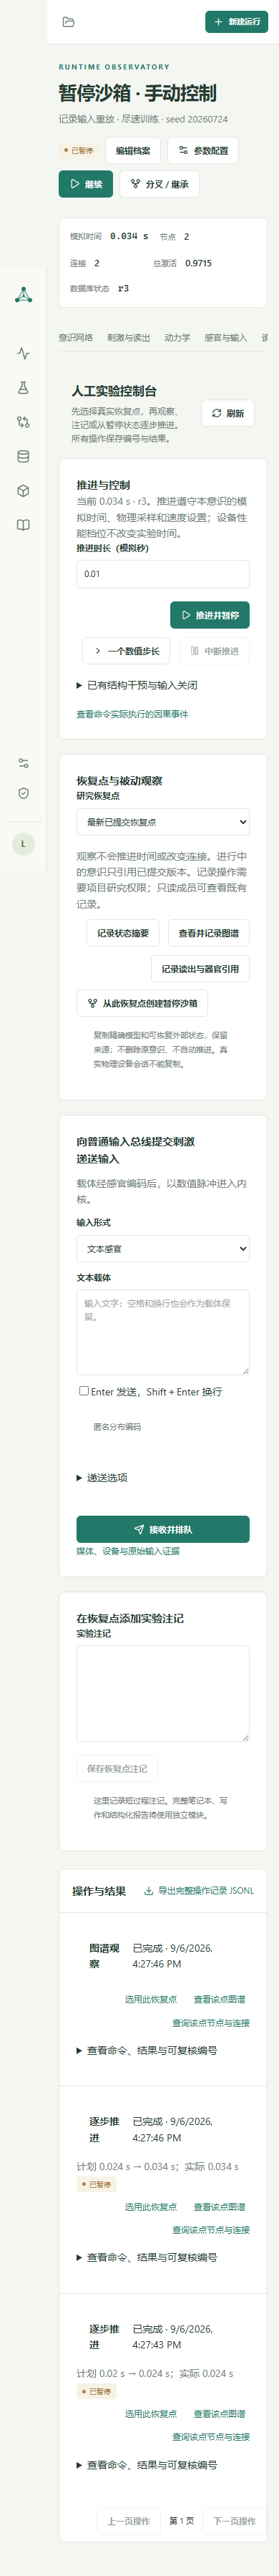 新建运行
RUNTIME OBSERVATORY
暂停沙箱 · 手动控制
记录输入重放 · 尽速训练 · seed 20260724
已暂停
编辑档案
参数配置
继续
分叉 / 继承
模拟时间 0.034 s 节点 2
连接 2 总激活 0.9715
数据库状态 r3
意识网络 刺激与读出 动力学 感官与输入
人工实验控制台
先选择真实恢复点，再观察、
注记或从暂停状态逐步推进。
所有操作保存编号与结果。
刷新
推进与控制
当前 0.034 s · r3。推进遵守本意识的模
拟时间、物理采样和速度设置；设备性
能档位不改变实验时间。
推进时长（模拟秒）
0.01
推进并暂停
一个数值步长
中断推进
已有结构干预与输入关闭
查看命令实际执行的因果事件
恢复点与被动观察
研究恢复点
最新已提交恢复点
观察不会推进时间或改变连接。进行中
的意识只引用已提交版本。记录操作需
要项目研究权限；只读成员可查看既有
记录。
记录状态摘要
查看并记录图谱
记录读出与器官引用
从此恢复点创建暂停沙箱
复制精确模型和可恢复外部状态，保留
来源；不删除原意识、不自动推进。真
实物理设备会话不能复制。
向普通输入总线提交刺激
递送输入
载体经感官编码后，以数值脉冲进入内
核。
输入形式
文本感官
文本载体
输入文字；空格和换行也会作为载体保
留。
Enter 发送，Shift + Enter 换行
匿名分布编码
递送选项
接收并排队
媒体、设备与原始输入证据
L
在恢复点添加实验注记
实验注记
保存恢复点注记
这里记录短过程注记。完整笔记本、写
作和结构化报告将使用独立模块。
操作与结果
导出完整操作记录 JSONL
图谱观
察
已完成 · 9/6/2026,
4:27:46 PM
选用此恢复点 查看该点图谱
查询该点节点与连接
查看命令、结果与可复核编号
逐步推
进
已完成 · 9/6/2026,
4:27:46 PM
计划 0.024 s → 0.034 s；实际 0.034 s
已暂停
选用此恢复点 查看该点图谱
查询该点节点与连接
查看命令、结果与可复核编号
逐步推
进
已完成 · 9/6/2026,
4:27:43 PM
计划 0.02 s → 0.024 s；实际 0.024 s
已暂停
选用此恢复点 查看该点图谱
查询该点节点与连接
查看命令、结果与可复核编号
上一页操作 第 1 页 下一页操作